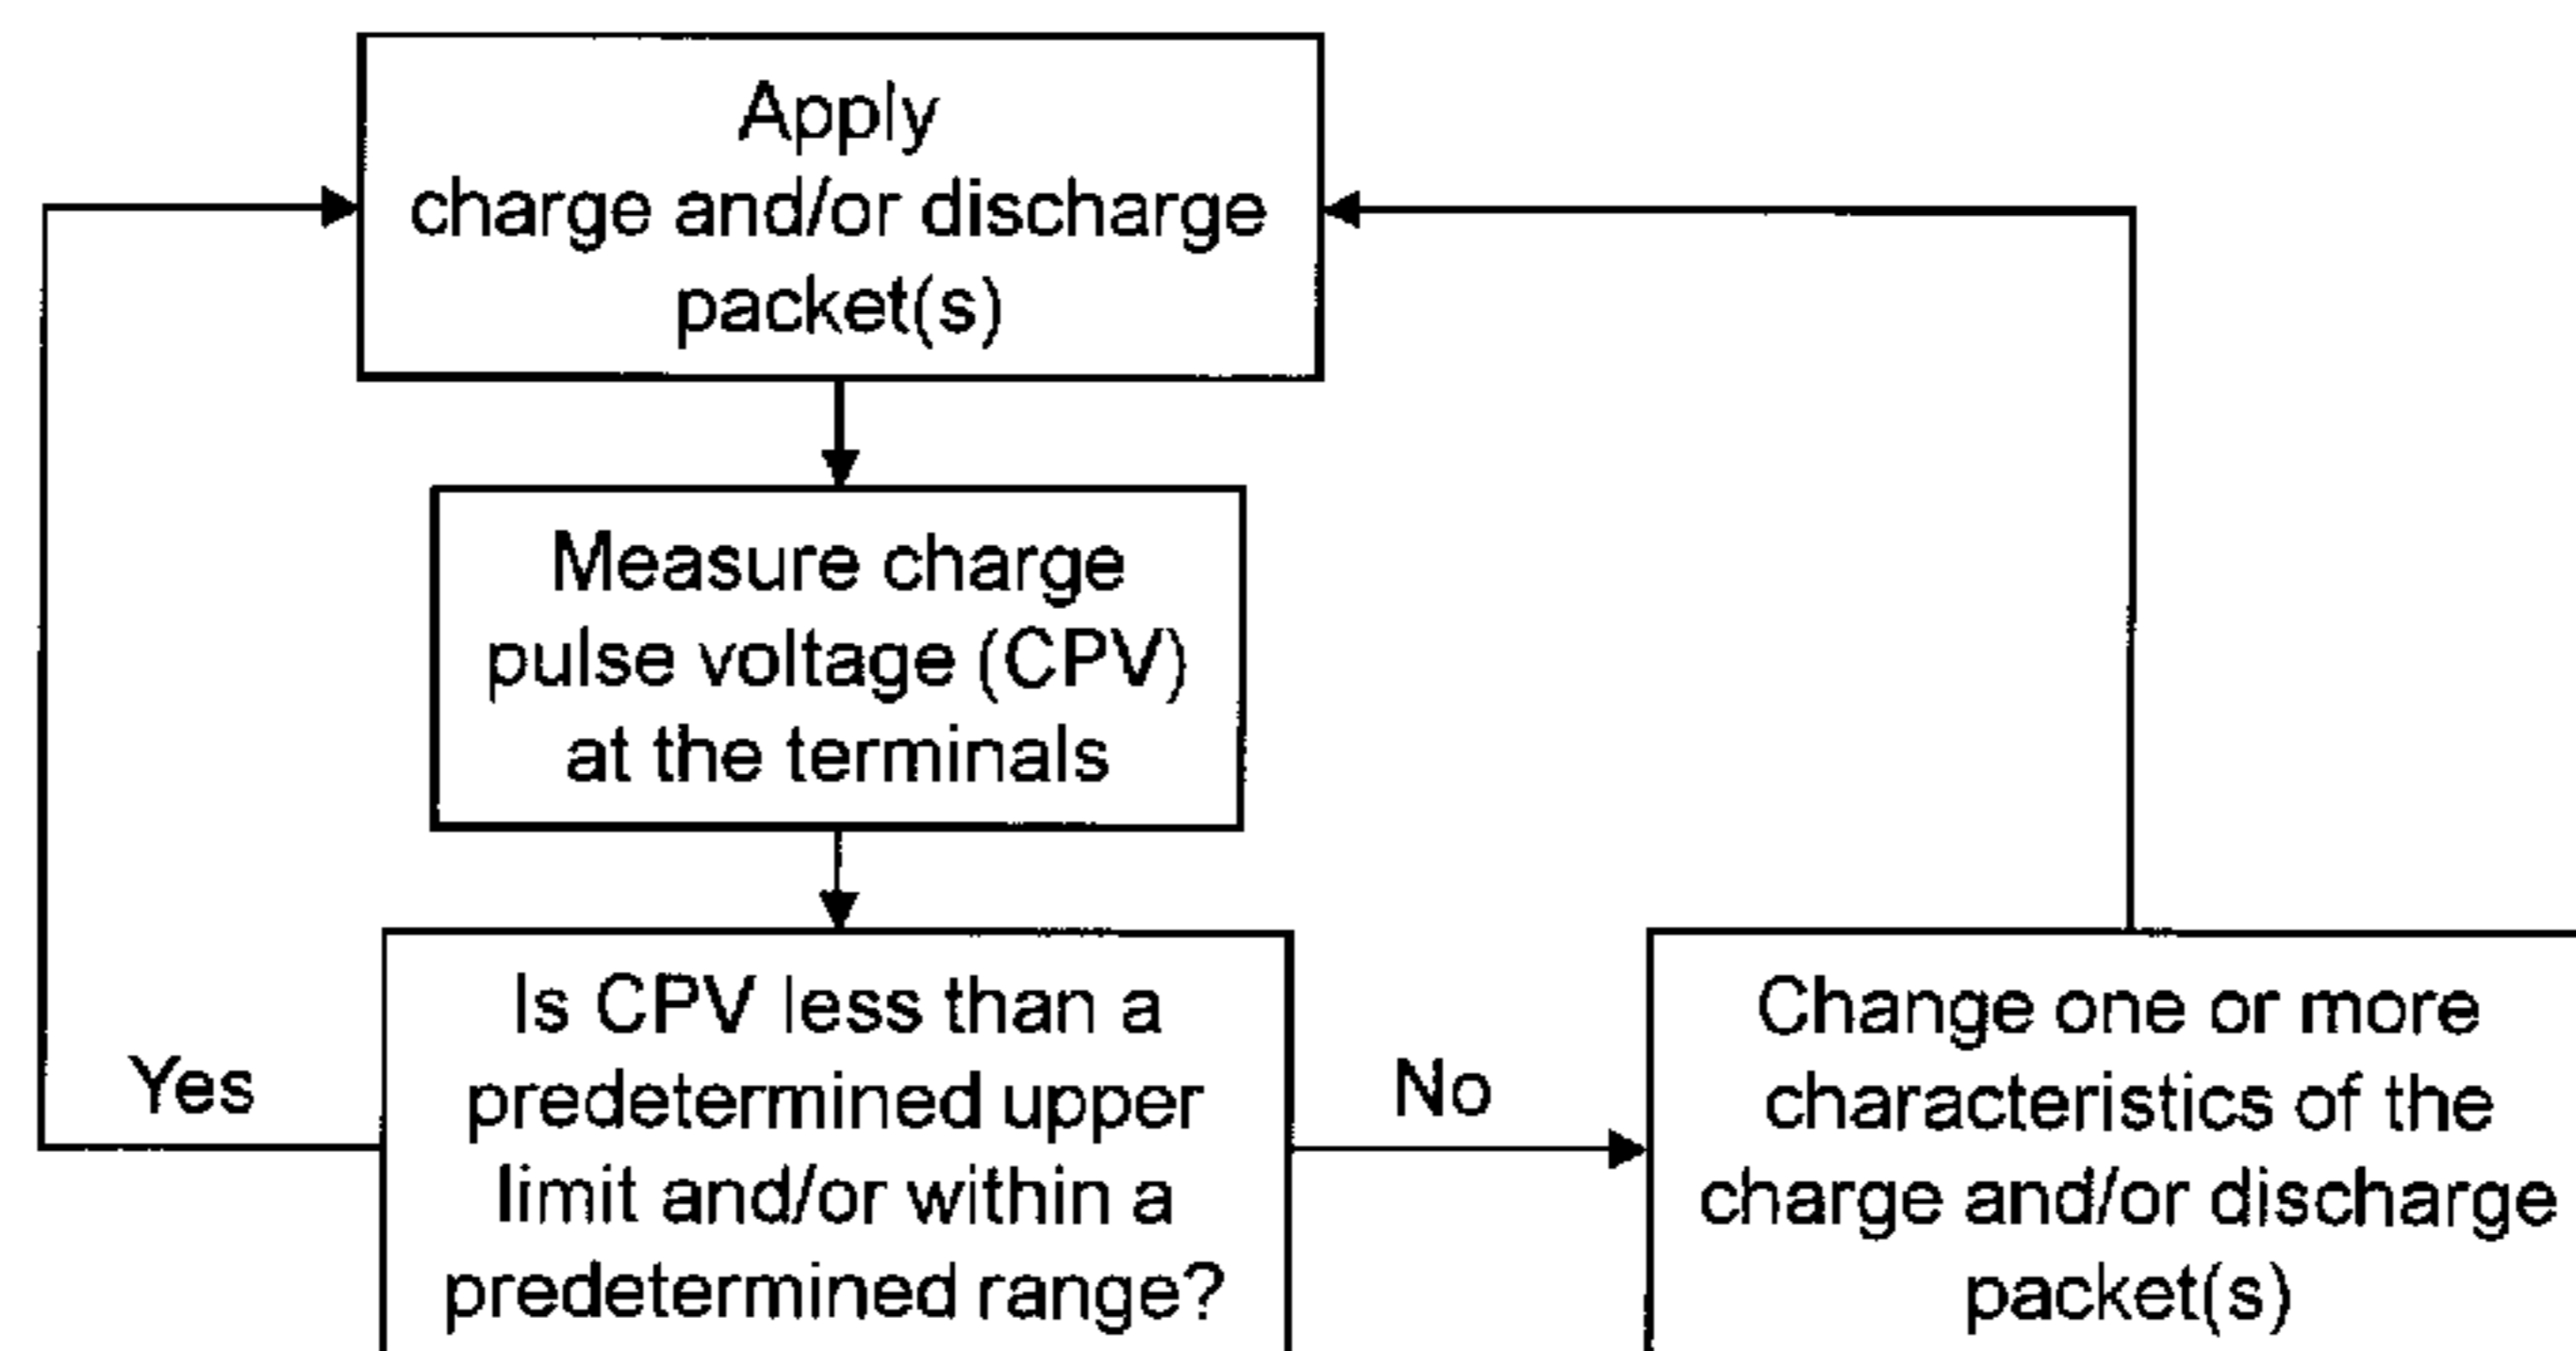 Apply
charge and/or discharge
packet(s)
Measure charge
pulse voltage (CPV)
at the terminals
Is CPV less than a
predetermined upper
limit and/or within a
predetermined range?
Yes
No
Change one or more
characteristics of the
charge and/or discharge
packet(s)